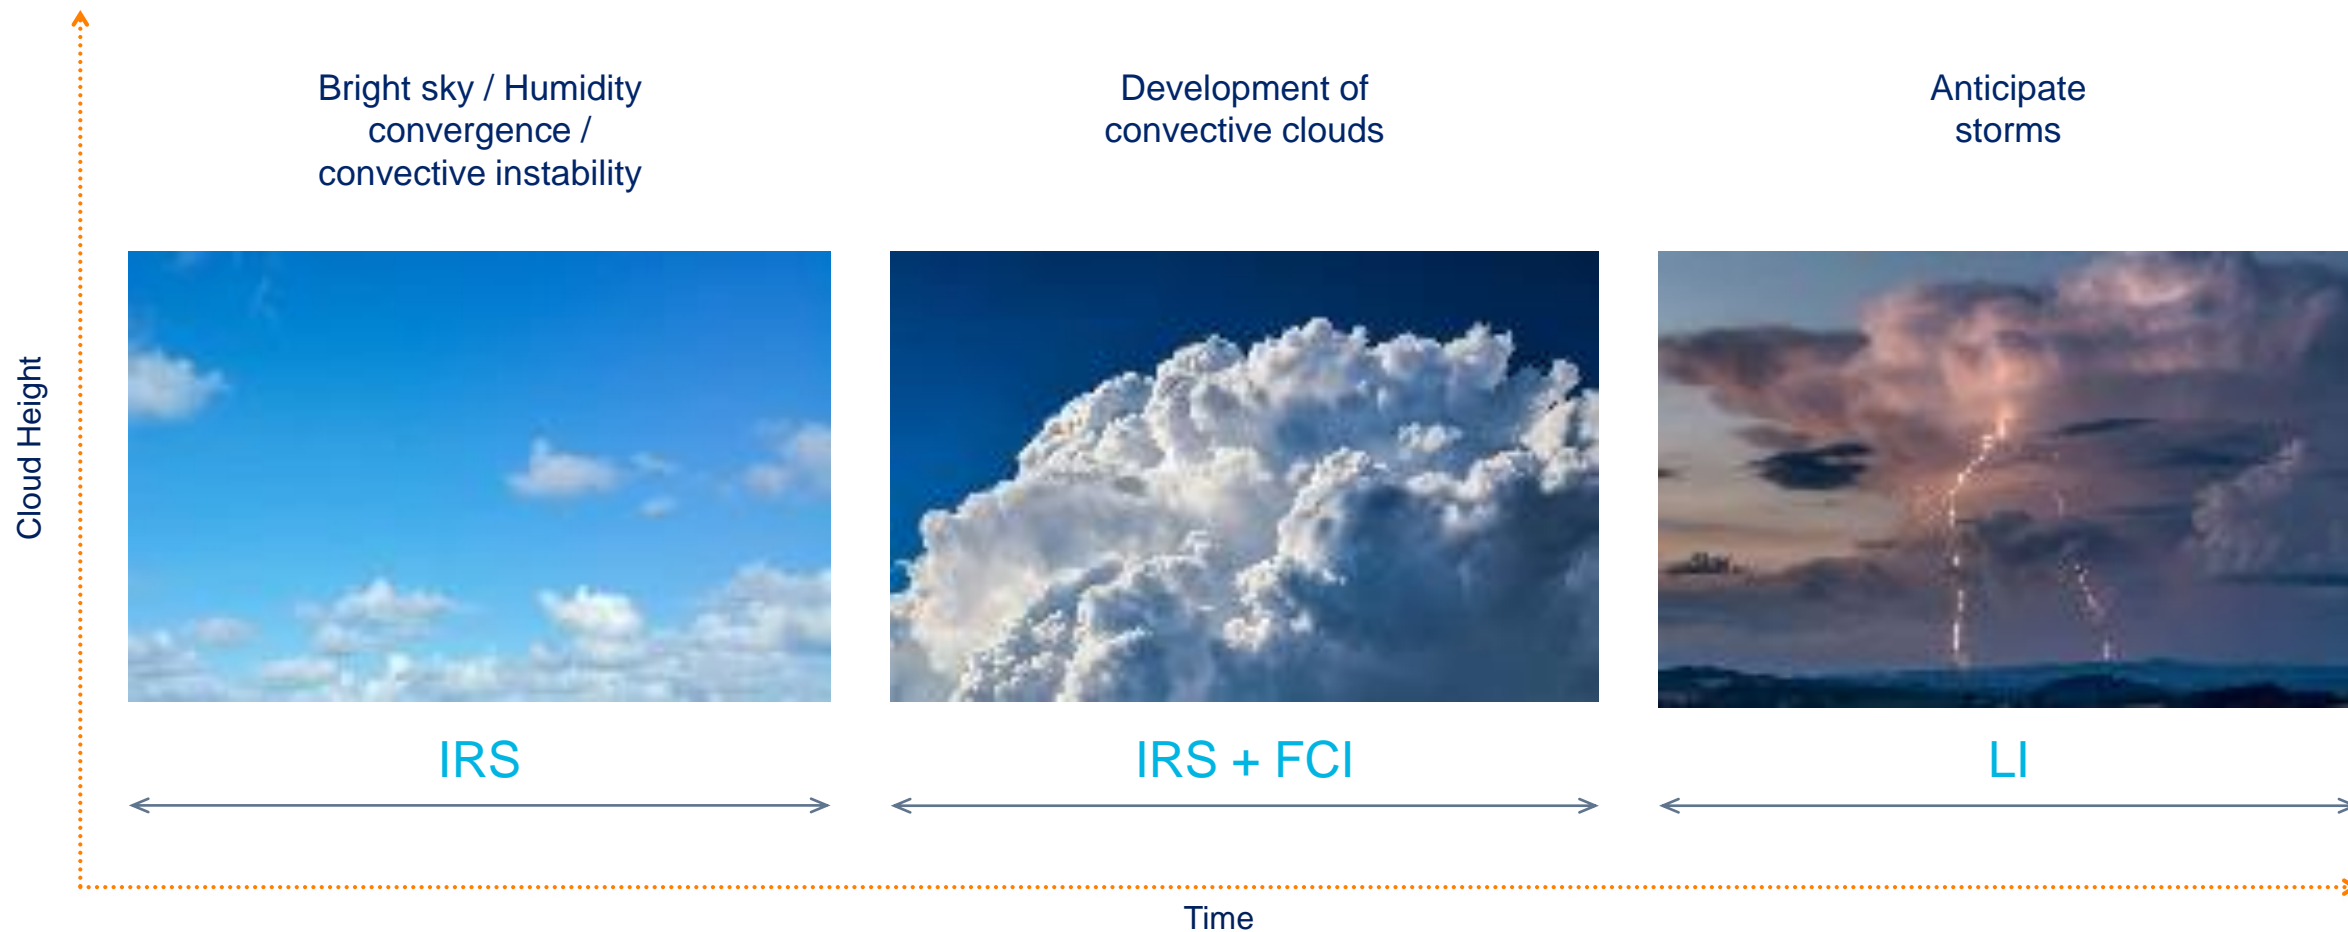 Bright sky / Humidity
convergence /
convective instability
Development of
convective clouds
Anticipate
storms
Cloud Height
IRS
IRS + FCI
LI
Time